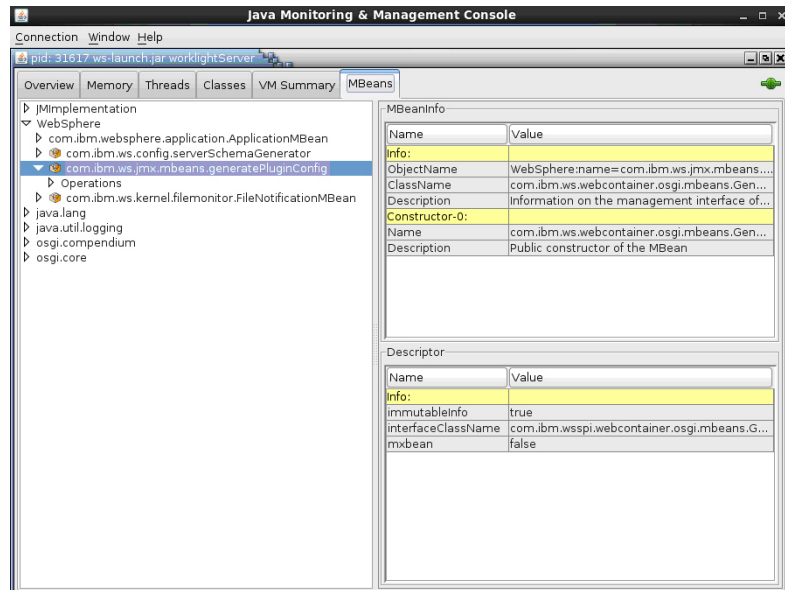 Java Monitoring & Management Console
Connection Window Help
pid: 31617 ws-launch.jar worklightServer
Overview Memory Threads Classes VM Summary MBeans
JMImplementation
WebSphere
com.ibm.websphere.application.ApplicationMBean
com.ibm.ws.config.serverSchemaGenerator
com.ibm.ws.jmx.mbeans.generatePluginConfig
Operations
com.ibm.ws.kernel.filemonitor.FileNotificationMBean
java.lang
java.util.logging
osgi.compendium
osgi.core
MBeanInfo
Name Value
Info:
ObjectName WebSphere:name=com.ibm.ws.jmx.mbeans....
ClassName com.ibm.ws.webcontainer.osgi.mbeans.Gen...
Description Information on the management interface of...
Constructor-0:
Name com.ibm.ws.webcontainer.osgi.mbeans.Gen...
Description Public constructor of the MBean
Descriptor
Name Value
Info:
immutableInfo true
interfaceClassName com.ibm.wsspi.webcontainer.osgi.mbeans.G...
mxbean false